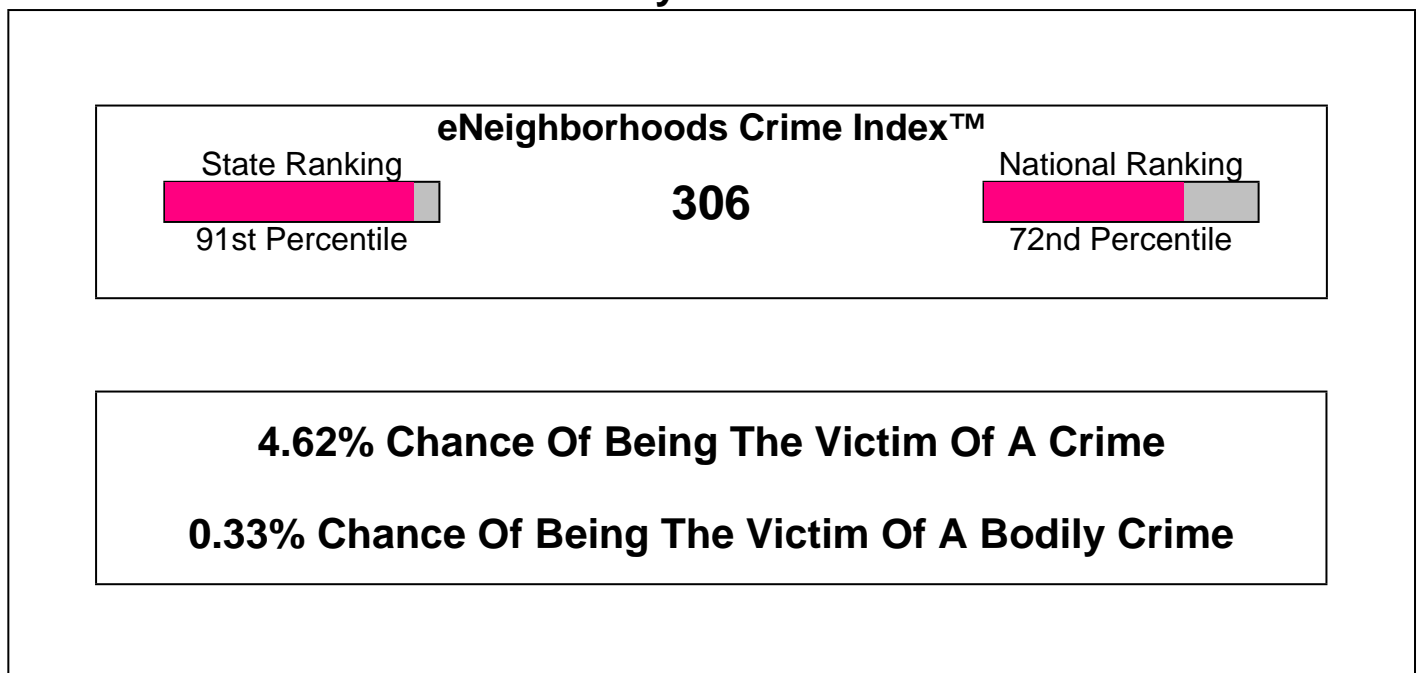 eNeighborhoods Crime Index™
State Ranking
91st Percentile
306
National Ranking
72nd Percentile
4.62% Chance Of Being The Victim Of A Crime
0.33% Chance Of Being The Victim Of A Bodily Crime